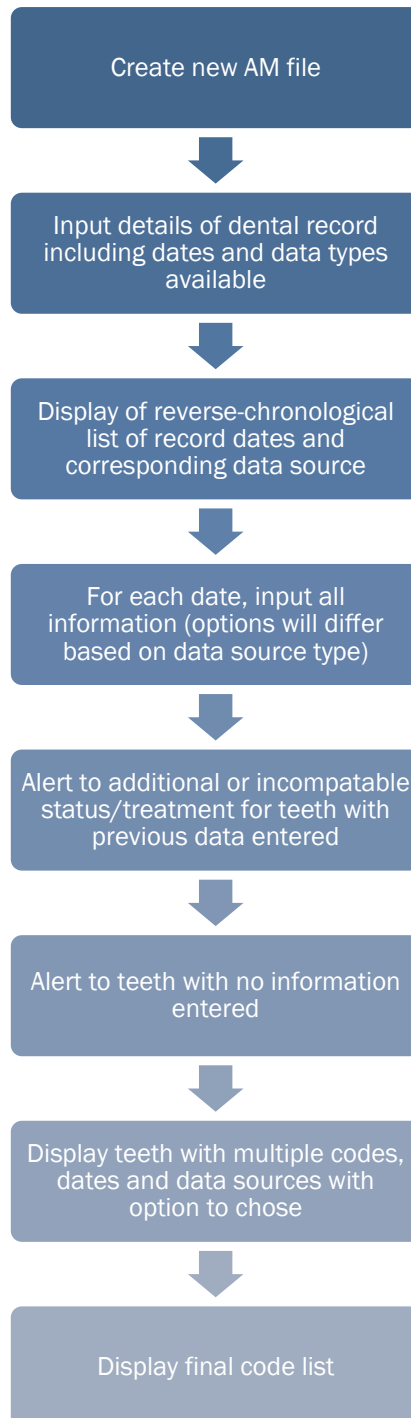 Create new AM file
Input details of dental record
including dates and data types
available
Display of reverse-chronological
list of record dates and
corresponding data source
For each date, input all
information (options will differ
based on data source type)
Alert to additional or incompatable
status/treatment for teeth with
previous data entered
Alert to teeth with no information
entered
Display teeth with multiple codes,
dates and data sources with
option to chose
Display final code list